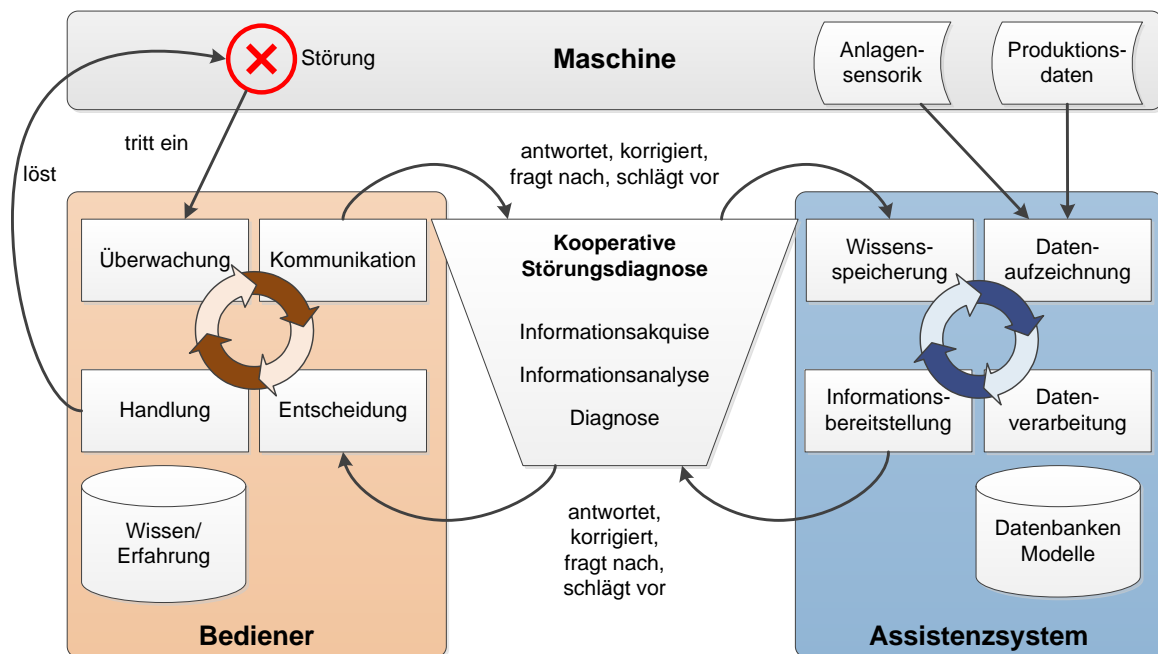 Störung
Maschine
Anlagen-
sensorik
Produktions-
daten
tritt ein
löst
antwortet, korrigiert,
fragt nach, schlägt vor
Überwachung
Kommunikation
Handlung
Entscheidung
Wissen/
Erfahrung
Bediener
Kooperative
Störungsdiagnose
Informationsakquise
Informationsanalyse
Diagnose
antwortet,
korrigiert,
fragt nach,
schlägt vor
Wissens-
speicherung
Daten-
aufzeichnung
Informations-
bereitstellung
Daten-
verarbeitung
Datenbanken
Modelle
Assistenzsystem